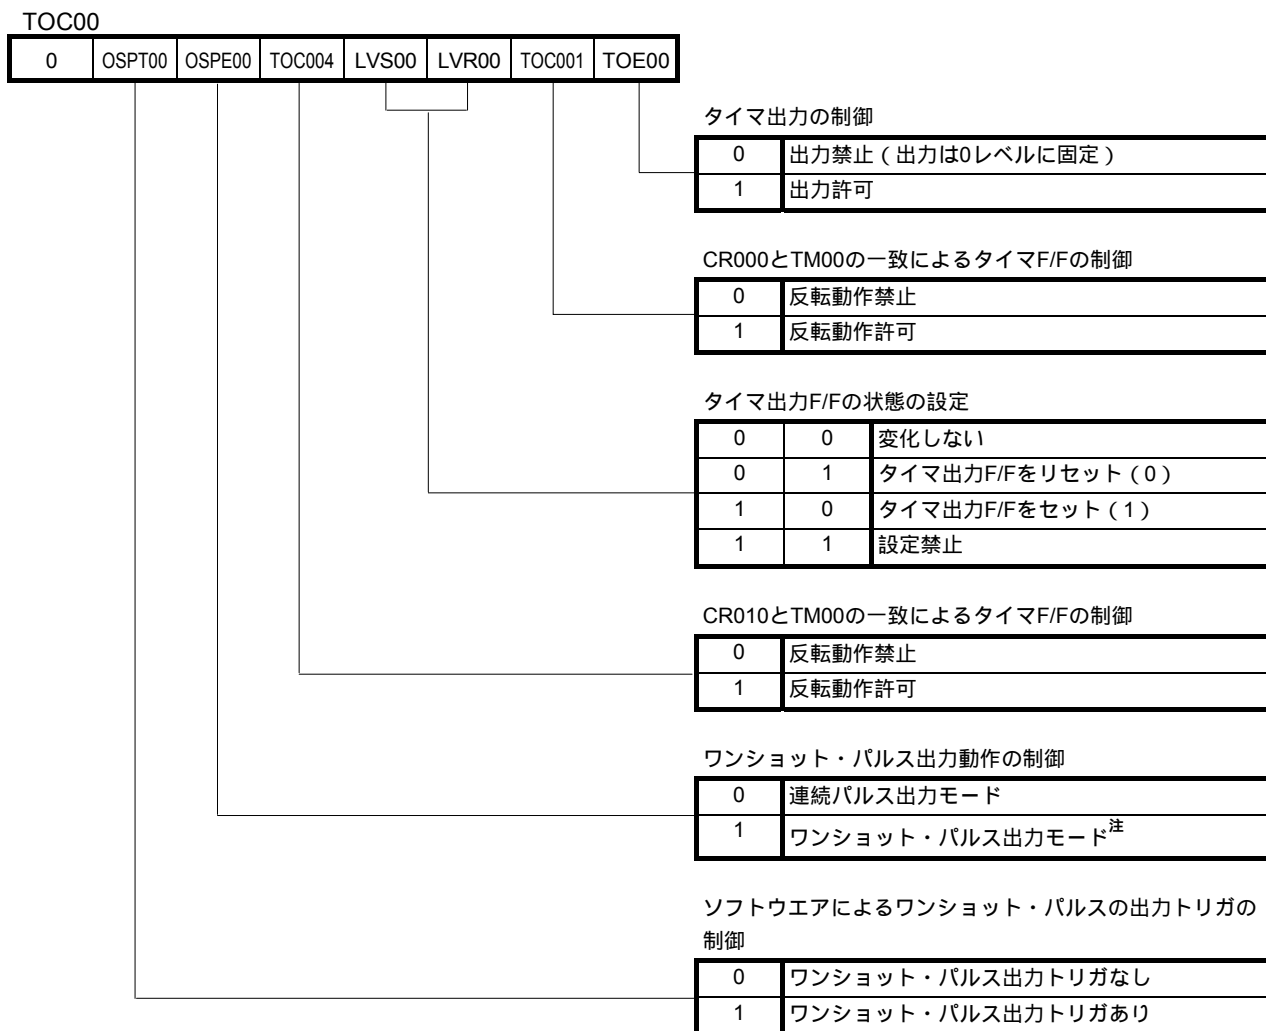 TOC00
0 OSPT00 OSPE00 TOC004 LVS00 LVR00 TOC001 TOE00
タイマ出力の制御
0 出力禁止（出力は0レベルに固定）
1 出力許可
CR000とTM00の一致によるタイマF/Fの制御
0 反転動作禁止
1 反転動作許可
タイマ出力F/Fの状態の設定
0 0 変化しない
0 1 タイマ出力F/Fをリセット（0）
1 0 タイマ出力F/Fをセット（1）
1 1 設定禁止
CR010とTM00の一致によるタイマF/Fの制御
0 反転動作禁止
1 反転動作許可
ワンショット・パルス出力動作の制御
0 連続パルス出力モード
1 ワンショット・パルス出力モード注
ソフトウエアによるワンショット・パルスの出力トリガの
制御
0 ワンショット・パルス出力トリガなし
1 ワンショット・パルス出力トリガあり